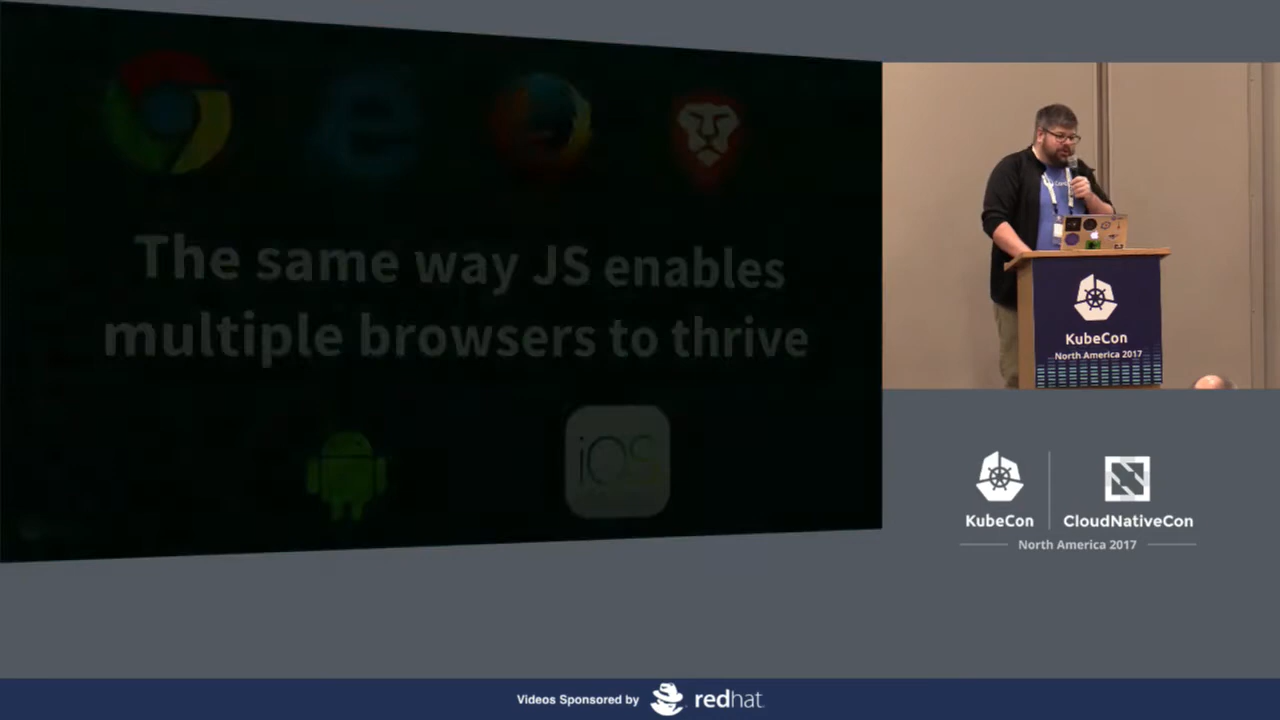 The same way JS enables
multiple browsers to thrive
iOS
KubeCon
North America 2017
KubeCon
CloudNativeCon
North America 2017
Videos Sponsored by
redhat